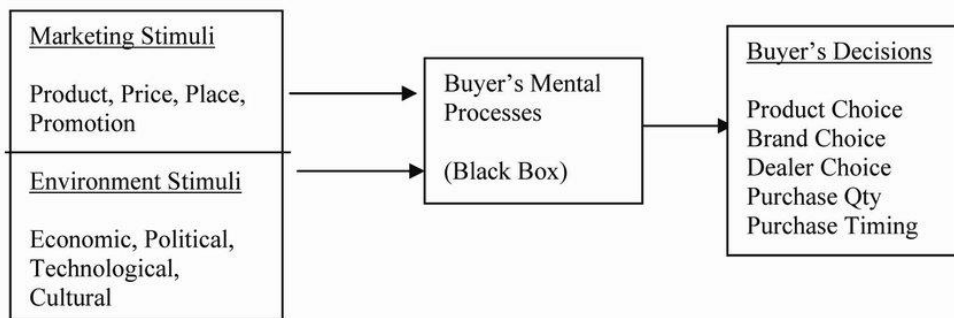 Marketing Stimuli
Product, Price, Place,
Promotion
Environment Stimuli
Economic, Political,
Technological,
Cultural
Buyer’s Mental
Processes
(Black Box)
Buyer’s Decisions
Product Choice
Brand Choice
Dealer Choice
Purchase Qty
Purchase Timing